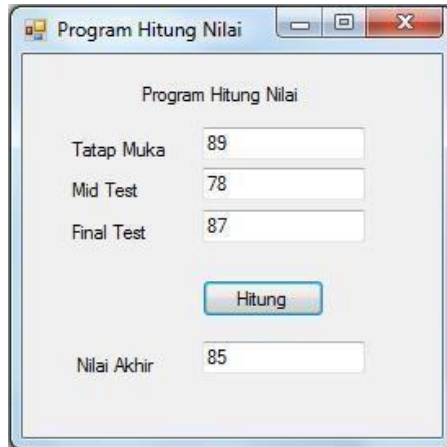 Program Hitung Nilai
Program Hitung Nilai
Tatap Muka 89
Mid Test 78
Final Test 87
Hitung
Nilai Akhir 85